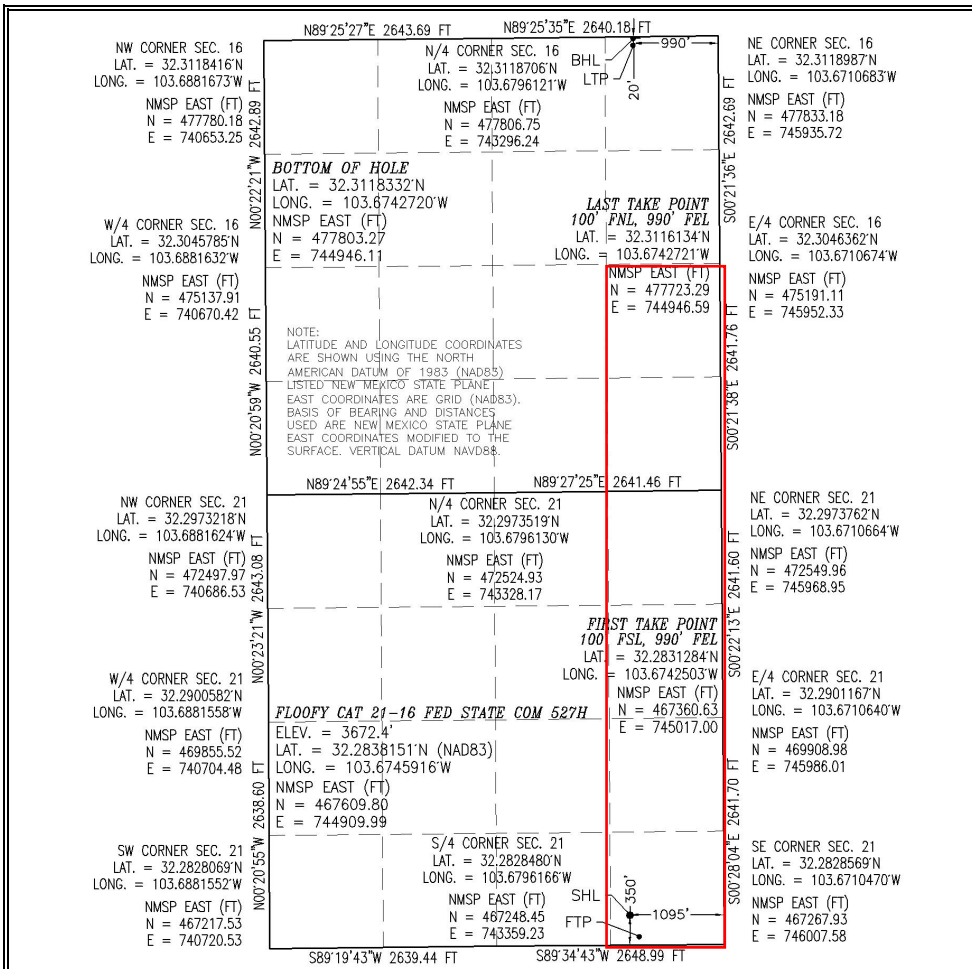 N89°25'27"E 2643.69 FT
N89°25'35"E 2640.18 FT
990'
BHL
LTP
20'
NW CORNER SEC. 16
LAT. = 32.3118416°N
LONG. = 103.6881673°W
NMSP EAST (FT)
N = 477780.18
E = 740653.25
N/4 CORNER SEC. 16
LAT. = 32.3118706°N
LONG. = 103.6796121°W
NMSP EAST (FT)
N = 477806.75
E = 743296.24
NE CORNER SEC. 16
LAT. = 32.3118987°N
LONG. = 103.6710683°W
NMSP EAST (FT)
N = 477833.18
E = 745935.72
N00°22'21"W 2642.89 FT
S00°21'36"E 2642.69 FT
BOTTOM OF HOLE
LAT. = 32.3118332°N
LONG. = 103.6742720°W
NMSP EAST (FT)
N = 477803.27
E = 744946.11
LAST TAKE POINT
100' FNL, 990' FEL
LAT. = 32.3116134°N
LONG. = 103.6742721°W
NMSP EAST (FT)
N = 477723.29
E = 744946.59
W/4 CORNER SEC. 16
LAT. = 32.3045785°N
LONG. = 103.6881632°W
NMSP EAST (FT)
N = 475137.91
E = 740670.42
E/4 CORNER SEC. 16
LAT. = 32.3046362°N
LONG. = 103.6710674°W
NMSP EAST (FT)
N = 475191.11
E = 745952.33
NOTE:
LATITUDE AND LONGITUDE COORDINATES
ARE SHOWN USING THE NORTH
AMERICAN DATUM OF 1983 (NAD83)
LISTED NEW MEXICO STATE PLANE
EAST COORDINATES ARE GRID (NAD83).
BASIS OF BEARING AND DISTANCES
USED ARE NEW MEXICO STATE PLANE
EAST COORDINATES MODIFIED TO THE
SURFACE. VERTICAL DATUM NAVD88.
N00°20'59"W 2640.55 FT
S00°21'38"E 2641.76 FT
N89°24'55"E 2642.34 FT
N89°27'25"E 2641.46 FT
NW CORNER SEC. 21
LAT. = 32.2973218°N
LONG. = 103.6881624°W
NMSP EAST (FT)
N = 472497.97
E = 740686.53
N/4 CORNER SEC. 21
LAT. = 32.2973519°N
LONG. = 103.6796130°W
NMSP EAST (FT)
N = 472524.93
E = 743328.17
NE CORNER SEC. 21
LAT. = 32.2973762°N
LONG. = 103.6710664°W
NMSP EAST (FT)
N = 472549.96
E = 745968.95
N00°23'21"W 2643.08 FT
S00°22'13"E 2641.60 FT
FIRST TAKE POINT
100' FSL, 990' FEL
LAT. = 32.2831284°N
LONG. = 103.6742503°W
NMSP EAST (FT)
N = 467360.63
E = 745017.00
W/4 CORNER SEC. 21
LAT. = 32.2900582°N
LONG. = 103.6881558°W
NMSP EAST (FT)
N = 469855.52
E = 740704.48
E/4 CORNER SEC. 21
LAT. = 32.2901167°N
LONG. = 103.6710640°W
NMSP EAST (FT)
N = 469908.98
E = 745986.01
FLOOFY CAT 21-16 FED STATE COM 527H
ELEV. = 3672.4'
LAT. = 32.2838151°N (NAD83)
LONG. = 103.6745916°W
NMSP EAST (FT)
N = 467609.80
E = 744909.99
N00°20'55"W 2638.60 FT
S00°28'04"E 2641.70 FT
SW CORNER SEC. 21
LAT. = 32.2828069°N
LONG. = 103.6881552°W
NMSP EAST (FT)
N = 467217.53
E = 740720.53
S/4 CORNER SEC. 21
LAT. = 32.2828480°N
LONG. = 103.6796166°W
NMSP EAST (FT)
N = 467248.45
E = 743359.23
SHL
350'
FTP
1095'
SE CORNER SEC. 21
LAT. = 32.2828569°N
LONG. = 103.6710470°W
NMSP EAST (FT)
N = 467267.93
E = 746007.58
S89°19'43"W 2639.44 FT
S89°34'43"W 2648.99 FT